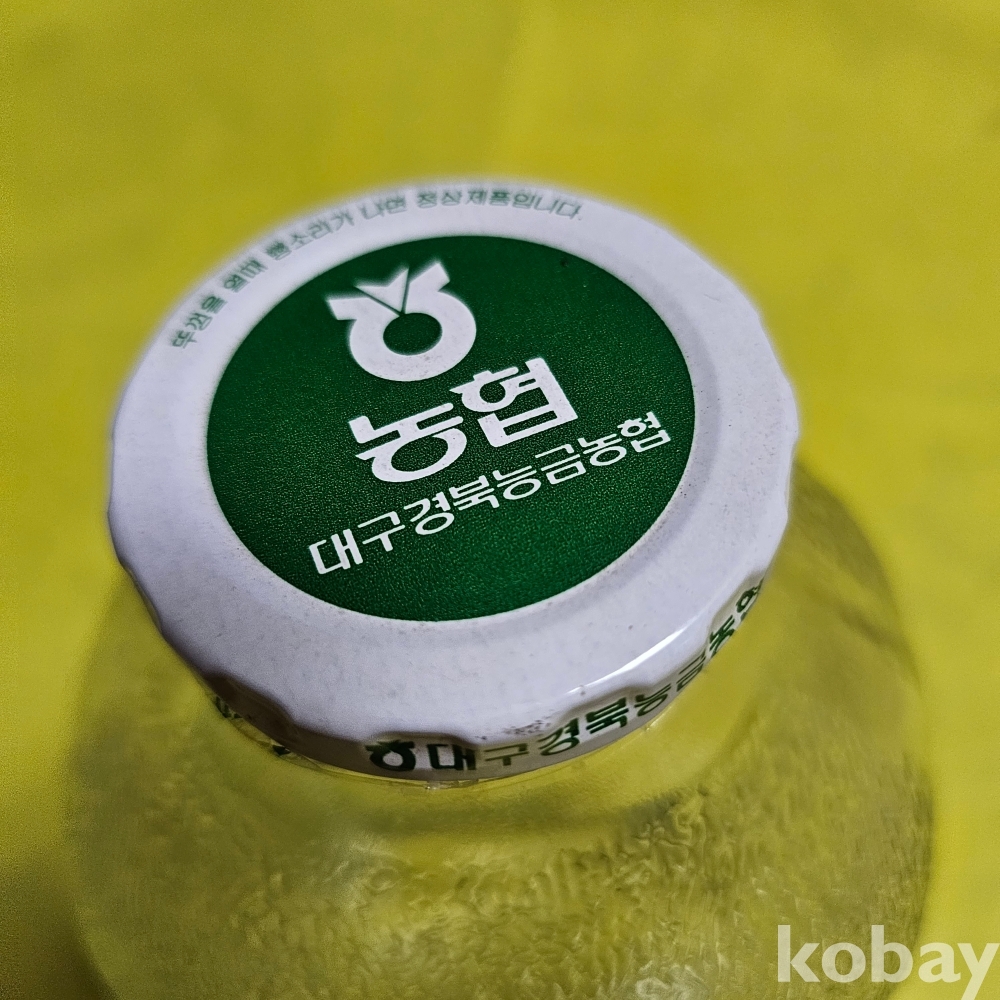 뚜껑을 열때 뻥소리가 나면 정상제품입니다.
농협
대구경북능금농협
대구경북능금농협
kobay